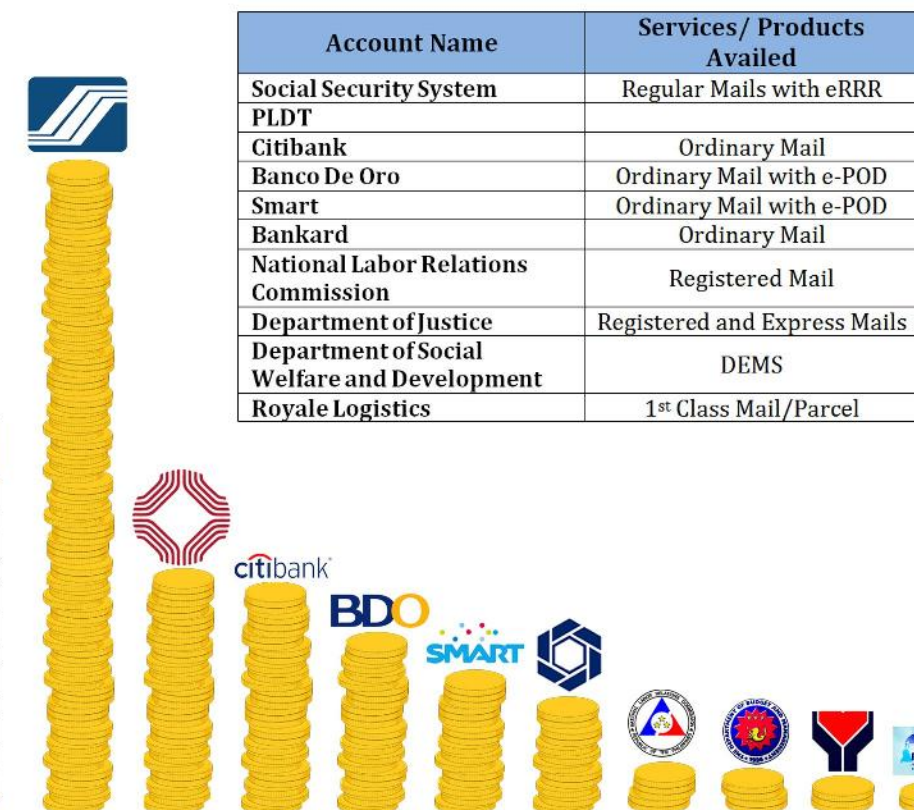 Account Name
Services/ Products
Availed
Social Security System
Regular Mails with eRRR
PLDT
Citibank
Ordinary Mail
Banco De Oro
Ordinary Mail with e-POD
Smart
Ordinary Mail with e-POD
Bankard
Ordinary Mail
National Labor Relations
Commission
Registered Mail
Department of Justice
Registered and Express Mails
Department of Social
Welfare and Development
DEMS
Royale Logistics
1st Class Mail/Parcel
citibank
BDO
SMART